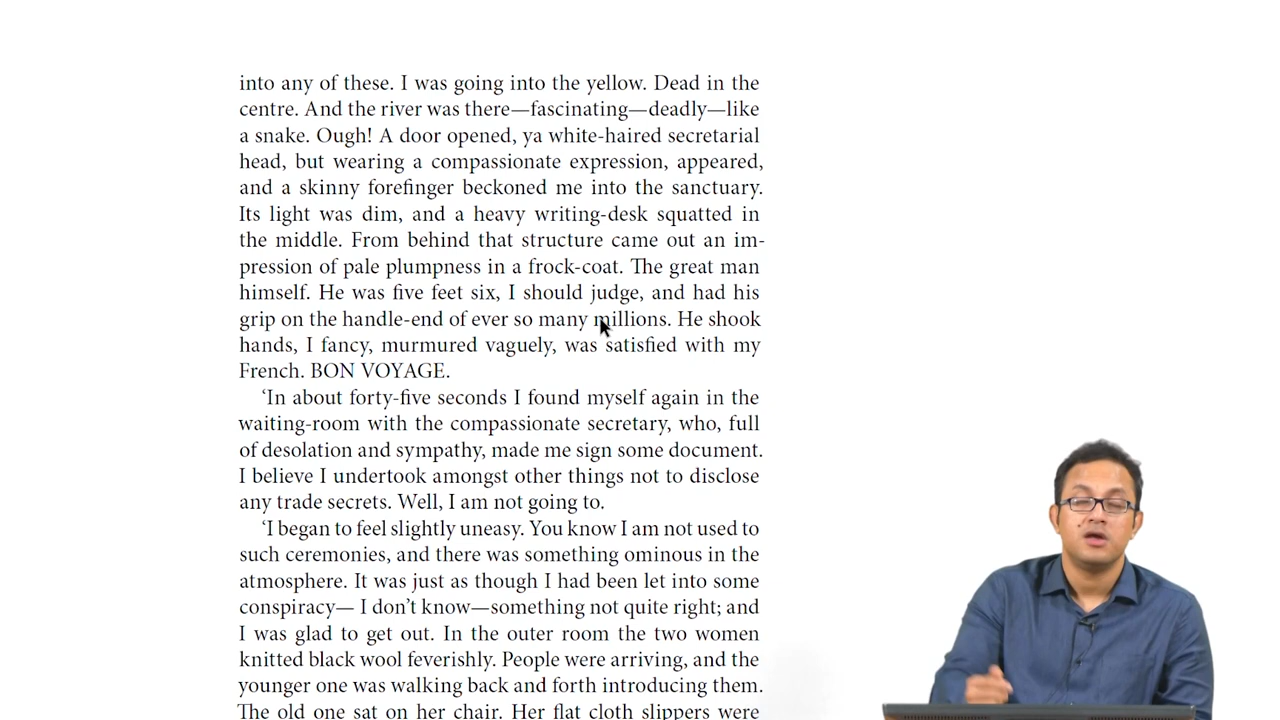 into any of these. I was going into the yellow. Dead in the
centre. And the river was there—fascinating—deadly—like
a snake. Ough! A door opened, ya white-haired secretarial
head, but wearing a compassionate expression, appeared,
and a skinny forefinger beckoned me into the sanctuary.
Its light was dim, and a heavy writing-desk squatted in
the middle. From behind that structure came out an im-
pression of pale plumpness in a frock-coat. The great man
himself. He was five feet six, I should judge, and had his
grip on the handle-end of ever so many millions. He shook
hands, I fancy, murmured vaguely, was satisfied with my
French. BON VOYAGE.
‘In about forty-five seconds I found myself again in the
waiting-room with the compassionate secretary, who, full
of desolation and sympathy, made me sign some document.
I believe I undertook amongst other things not to disclose
any trade secrets. Well, I am not going to.
‘I began to feel slightly uneasy. You know I am not used to
such ceremonies, and there was something ominous in the
atmosphere. It was just as though I had been let into some
conspiracy— I don’t know—something not quite right; and
I was glad to get out. In the outer room the two women
knitted black wool feverishly. People were arriving, and the
younger one was walking back and forth introducing them.
The old one sat on her chair. Her flat cloth slippers were